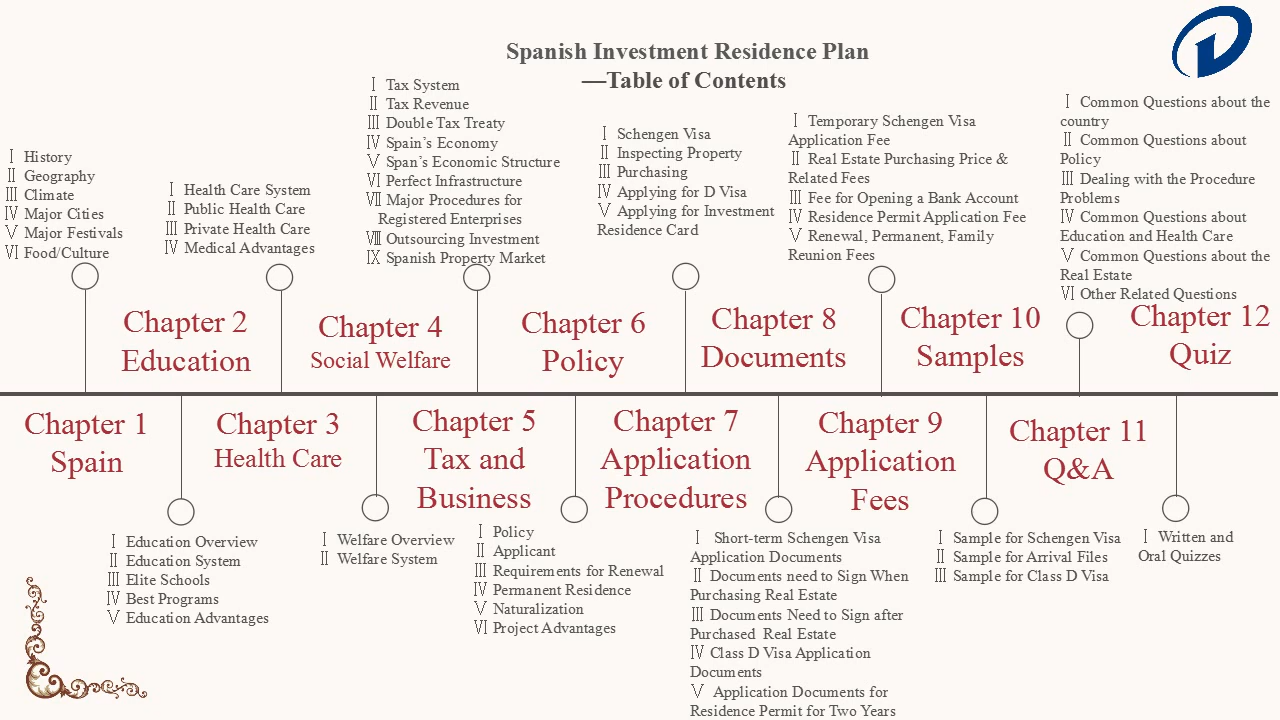 Spanish Investment Residence Plan
—Table of Contents
Ⅰ History
Ⅱ Geography
Ⅲ Climate
Ⅳ Major Cities
Ⅴ Major Festivals
Ⅵ Food/Culture
Chapter 1
Spain
Chapter 2
Education
Ⅰ Education Overview
Ⅱ Education System
Ⅲ Elite Schools
Ⅳ Best Programs
Ⅴ Education Advantages
Ⅰ Health Care System
Ⅱ Public Health Care
Ⅲ Private Health Care
Ⅳ Medical Advantages
Chapter 3
Health Care
Chapter 4
Social Welfare
Ⅰ Welfare Overview
Ⅱ Welfare System
Ⅰ Tax System
Ⅱ Tax Revenue
Ⅲ Double Tax Treaty
Ⅳ Spain’s Economy
Ⅴ Span’s Economic Structure
Ⅵ Perfect Infrastructure
Ⅶ Major Procedures for
Registered Enterprises
Ⅷ Outsourcing Investment
Ⅸ Spanish Property Market
Chapter 5
Tax and
Business
Chapter 6
Policy
Ⅰ Policy
Ⅱ Applicant
Ⅲ Requirements for Renewal
Ⅳ Permanent Residence
Ⅴ Naturalization
Ⅵ Project Advantages
Ⅰ Schengen Visa
Ⅱ Inspecting Property
Ⅲ Purchasing
Ⅳ Applying for D Visa
Ⅴ Applying for Investment
Residence Card
Chapter 7
Application
Procedures
Chapter 8
Documents
Ⅰ Short-term Schengen Visa
Application Documents
Ⅱ Documents need to Sign When
Purchasing Real Estate
Ⅲ Documents Need to Sign after
Purchased Real Estate
Ⅳ Class D Visa Application
Documents
Ⅴ Application Documents for
Residence Permit for Two Years
Ⅰ Temporary Schengen Visa
Application Fee
Ⅱ Real Estate Purchasing Price &
Related Fees
Ⅲ Fee for Opening a Bank Account
Ⅳ Residence Permit Application Fee
Ⅴ Renewal, Permanent, Family
Reunion Fees
Chapter 9
Application
Fees
Chapter 10
Samples
Ⅰ Sample for Schengen Visa
Ⅱ Sample for Arrival Files
Ⅲ Sample for Class D Visa
Ⅰ Common Questions about the
country
Ⅱ Common Questions about
Policy
Ⅲ Dealing with the Procedure
Problems
Ⅳ Common Questions about
Education and Health Care
Ⅴ Common Questions about the
Real Estate
Ⅵ Other Related Questions
Chapter 11
Q&A
Chapter 12
Quiz
Ⅰ Written and
Oral Quizzes